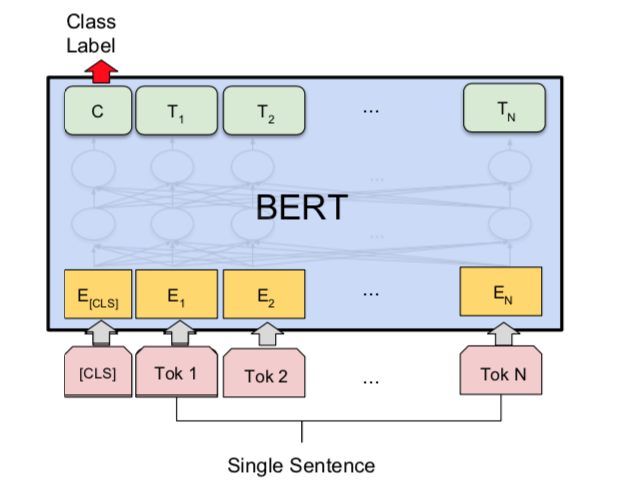 Class
Label
C T1 T2 ... TN
...
BERT
...
E[CLS] E1 E2 ... EN
[CLS] Tok 1 Tok 2 ... Tok N
Single Sentence